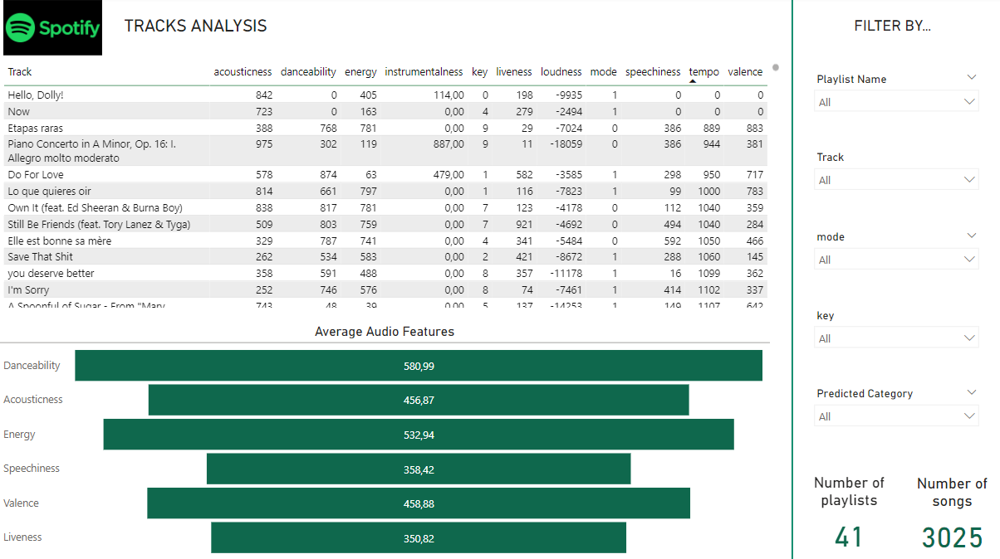 Spotify
TRACKS ANALYSIS
Track acousticness danceability energy instrumentalness key liveness loudness mode speechiness tempo valence
Hello, Dolly! 842 0 405 114,00 0 198 -9935 1 0 0 0
Now 723 0 163 0,00 4 279 -2494 1 0 0 0
Etapas raras 388 768 781 0,00 9 29 -7024 0 386 889 883
Piano Concerto in A Minor, Op. 16: I. 975 302 119 887,00 9 11 -18059 0 386 944 381
Allegro molto moderato
Do For Love 578 874 63 479,00 1 582 -3585 1 298 950 717
Lo que quieres oir 814 661 797 0,00 1 116 -7823 1 99 1000 783
Own It (feat. Ed Sheeran & Burna Boy) 838 817 781 0,00 7 123 -4178 0 112 1040 359
Still Be Friends (feat. Tory Lanez & Tyga) 509 803 759 0,00 7 921 -4692 0 494 1040 284
Elle est bonne sa mère 329 787 741 0,00 4 341 -5484 0 592 1050 466
Save That Shit 262 534 583 0,00 2 421 -8672 1 288 1060 145
you deserve better 358 591 488 0,00 8 357 -11178 1 16 1099 362
I'm Sorry 252 746 576 0,00 8 74 -7461 1 414 1102 337
A Spoonful of Sugar - From "Mary 743 48 39 0,00 5 137 -14253 1 149 1107 642
Average Audio Features
Danceability 580,99
Acousticness 456,87
Energy 532,94
Speechiness 358,42
Valence 458,88
Liveness 350,82
FILTER BY...
Playlist Name
All
Track
All
mode
All
key
All
Predicted Category
All
Number of
playlists
41
Number of
songs
3025